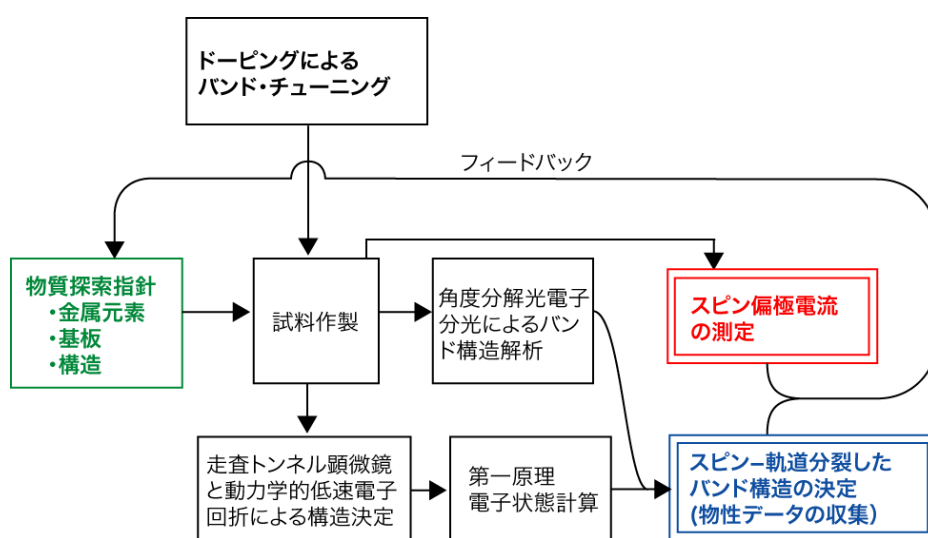 ドーピングによる
バンド・チューニング
フィードバック
物質探索指針
・金属元素
・基板
・構造
試料作製
角度分解光電子
分光によるバン
ド構造解析
スピン偏極電流
の測定
走査トンネル顕微鏡
と動力学的低速電子
回折による構造決定
第一原理
電子状態計算
スピン−軌道分裂した
バンド構造の決定
(物性データの収集)